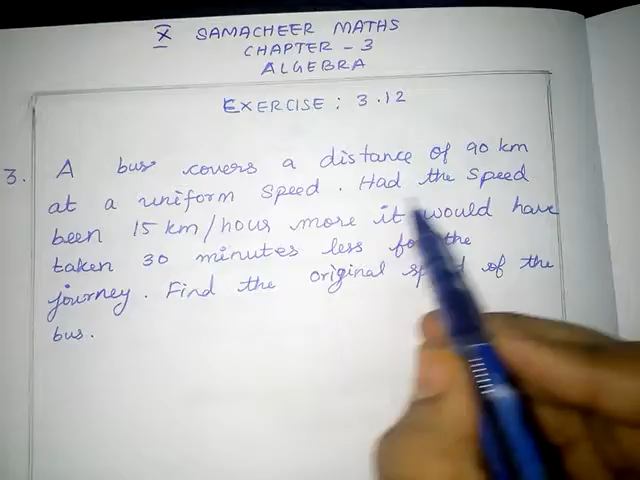 X SAMACHEER MATHS
CHAPTER - 3
ALGEBRA
EXERCISE : 3.12
3. A bus covers a distance of 90 km
at a uniform speed. Had the speed
been 15 km/hour more it would have
taken 30 minutes less for the
journey. Find the original speed of the
bus.